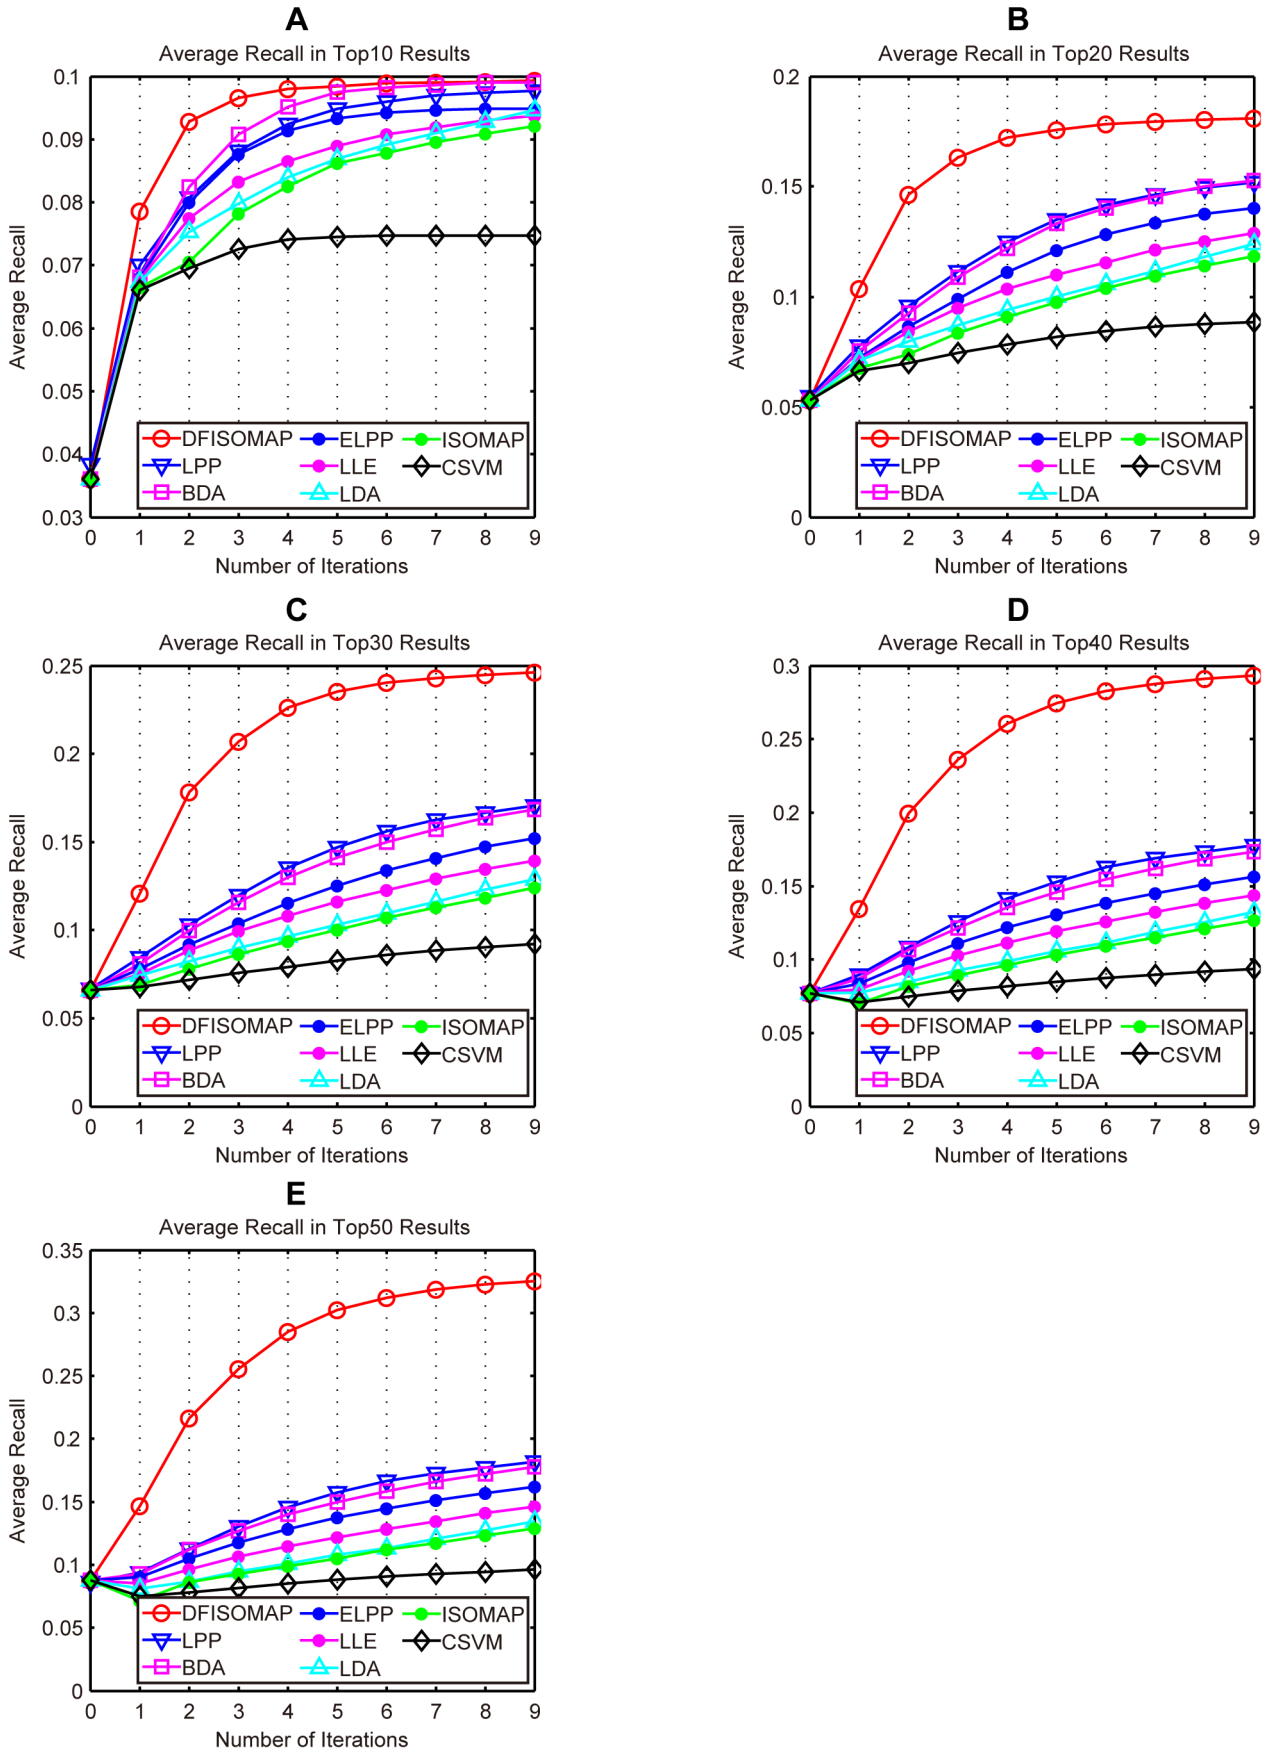 A
Average Recall in Top10 Results
0.1
0.09
0.08
0.07
0.06
0.05
0.04
0.03
Average Recall
DFISOMAP ELPP ISOMAP
LPP LLE CSVM
BDA LDA
0 1 2 3 4 5 6 7 8 9
Number of Iterations
B
Average Recall in Top20 Results
0.2
0.15
0.1
0.05
0
Average Recall
DFISOMAP ELPP ISOMAP
LPP LLE CSVM
BDA LDA
0 1 2 3 4 5 6 7 8 9
Number of Iterations
C
Average Recall in Top30 Results
0.25
0.2
0.15
0.1
0.05
0
Average Recall
DFISOMAP ELPP ISOMAP
LPP LLE CSVM
BDA LDA
0 1 2 3 4 5 6 7 8 9
Number of Iterations
D
Average Recall in Top40 Results
0.3
0.25
0.2
0.15
0.1
0.05
0
Average Recall
DFISOMAP ELPP ISOMAP
LPP LLE CSVM
BDA LDA
0 1 2 3 4 5 6 7 8 9
Number of Iterations
E
Average Recall in Top50 Results
0.35
0.3
0.25
0.2
0.15
0.1
0.05
0
Average Recall
DFISOMAP ELPP ISOMAP
LPP LLE CSVM
BDA LDA
0 1 2 3 4 5 6 7 8 9
Number of Iterations